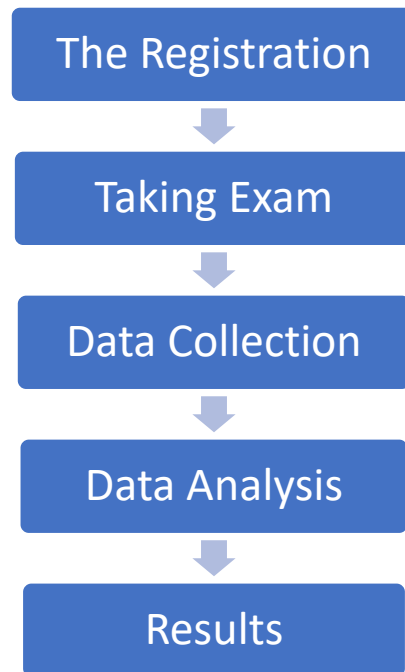 The Registration
Taking Exam
Data Collection
Data Analysis
Results